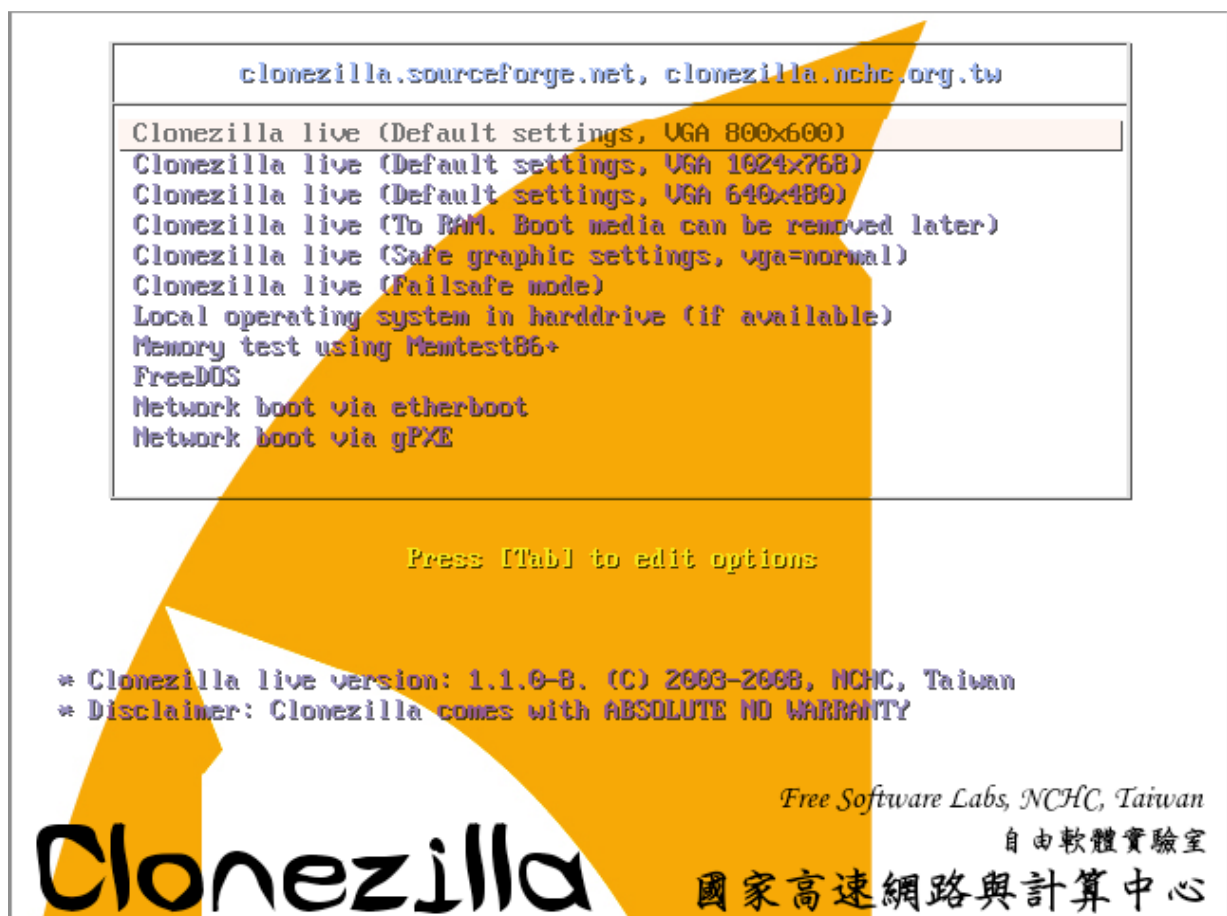 clonezilla.sourceforge.net, clonezilla.nchc.org.tw
Clonezilla live (Default settings, VGA 800x600)
Clonezilla live (Default settings, VGA 1024x768)
Clonezilla live (Default settings, VGA 640x480)
Clonezilla live (To RAM. Boot media can be removed later)
Clonezilla live (Safe graphic settings, vga=normal)
Clonezilla live (Failsafe mode)
Local operating system in harddrive (if available)
Memory test using Memtest86+
FreeDOS
Network boot via etherboot
Network boot via gPXE
Press [Tab] to edit options
* Clonezilla live version: 1.1.0-8. (C) 2003-2008, NCHC, Taiwan
* Disclaimer: Clonezilla comes with ABSOLUTE NO WARRANTY
Free Software Labs, NCHC, Taiwan
自由軟體實驗室
Clonezilla
國家高速網路與計算中心